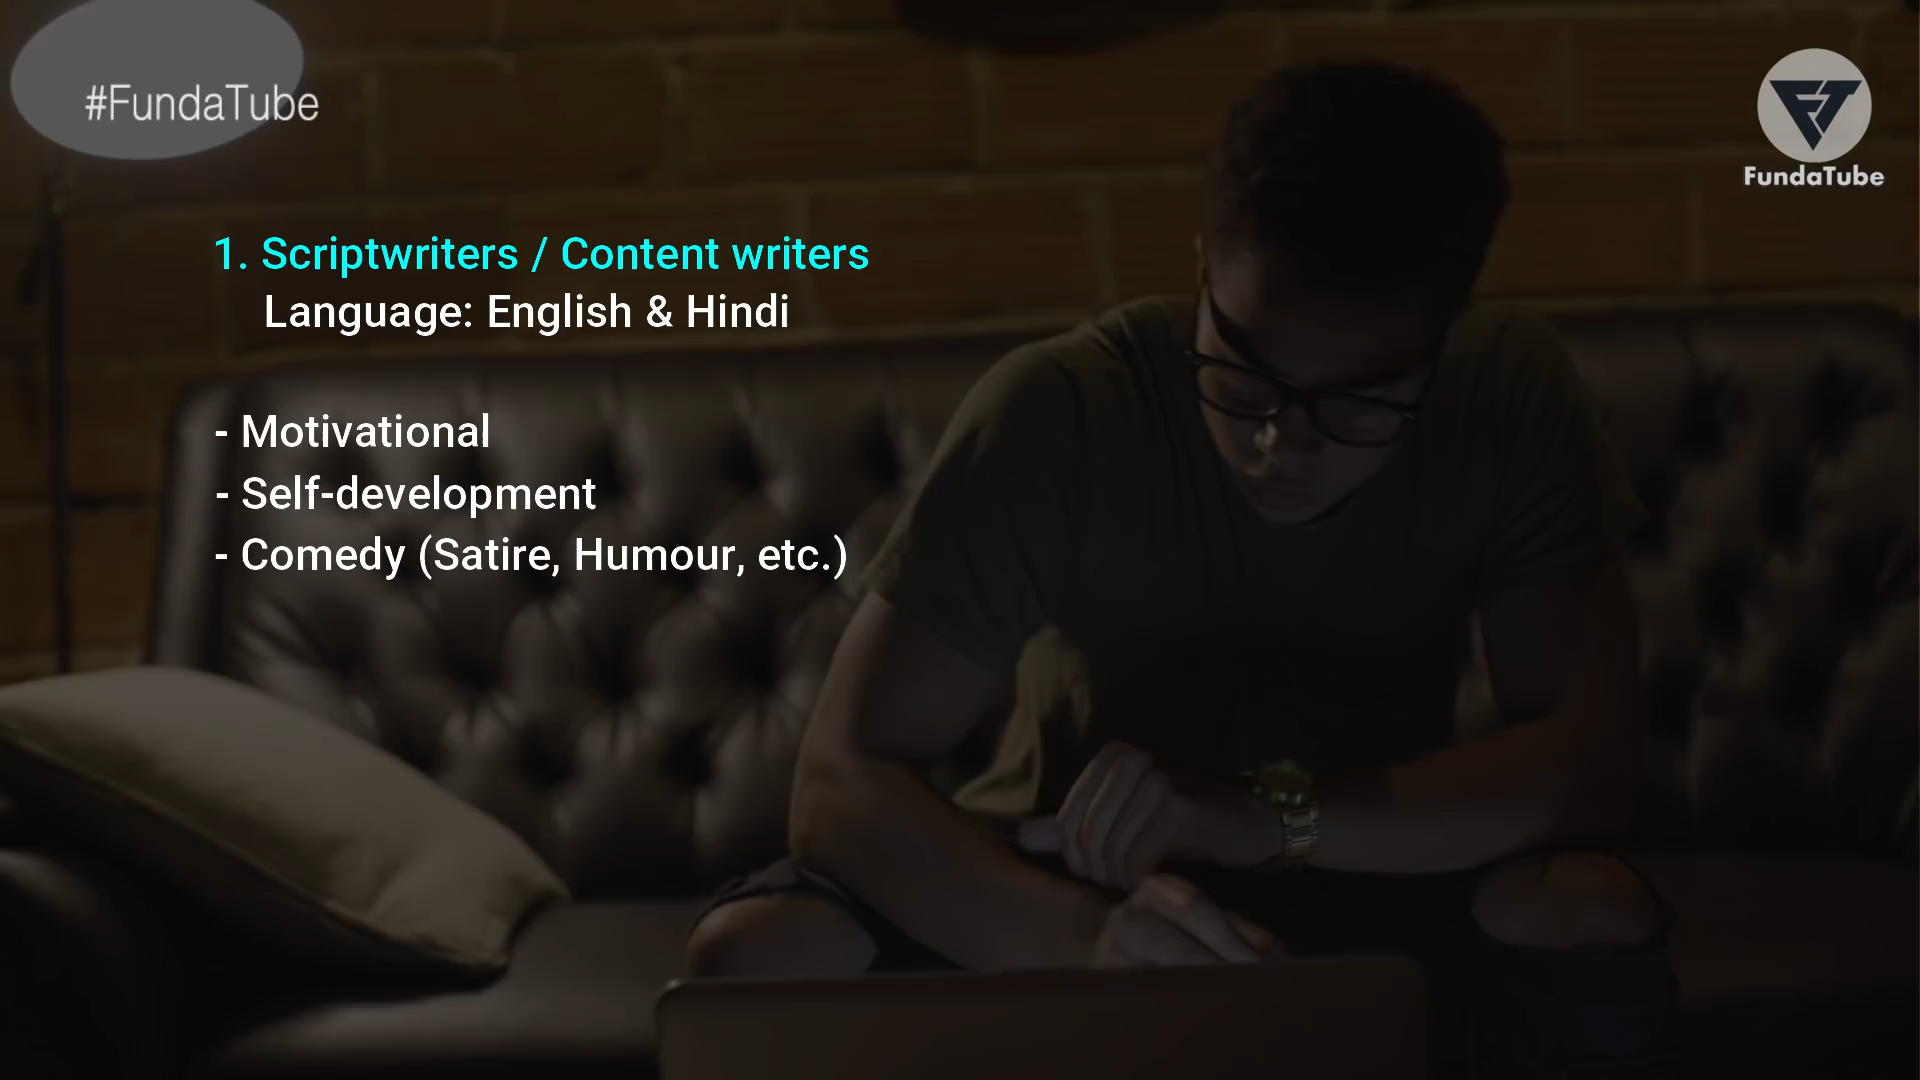 #FundaTube
FundaTube
1. Scriptwriters / Content writers
Language: English & Hindi
- Motivational
- Self-development
- Comedy (Satire, Humour, etc.)